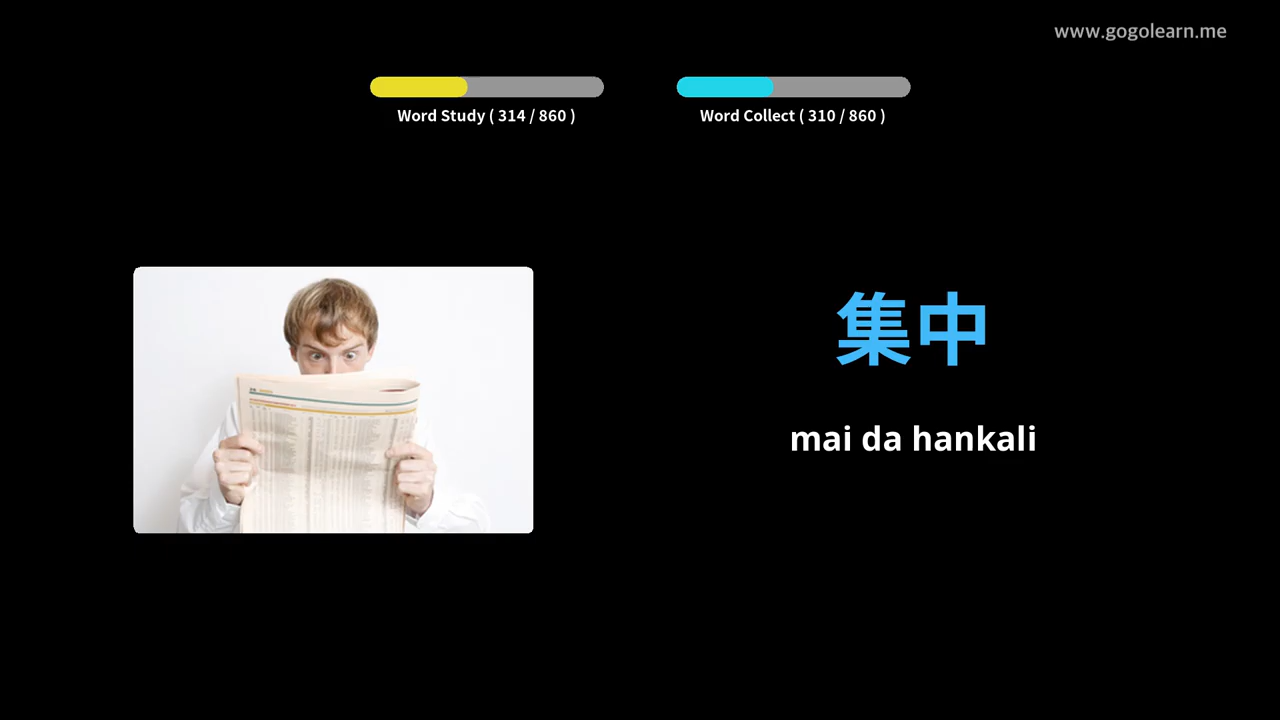 www.gogolearn.me
Word Study ( 314 / 860 )
Word Collect ( 310 / 860 )
集中
mai da hankali